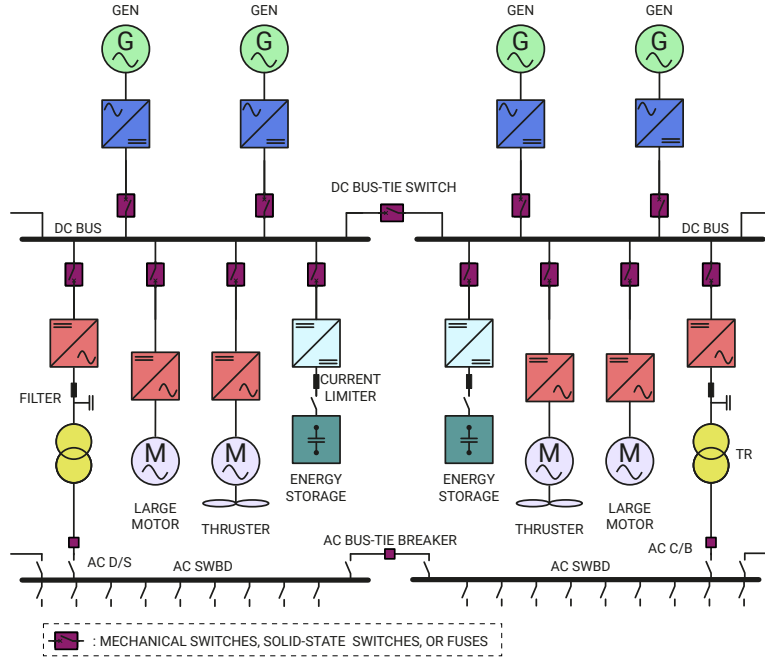 GEN
GEN
GEN
GEN
G
G
G
G
DC BUS-TIE SWITCH
DC BUS
DC BUS
FILTER
CURRENT
LIMITER
M
M
M
M
TR
LARGE
MOTOR
THRUSTER
ENERGY
STORAGE
ENERGY
STORAGE
THRUSTER
LARGE
MOTOR
AC BUS-TIE BREAKER
AC D/S
AC SWBD
AC SWBD
AC C/B
: MECHANICAL SWITCHES, SOLID-STATE SWITCHES, OR FUSES